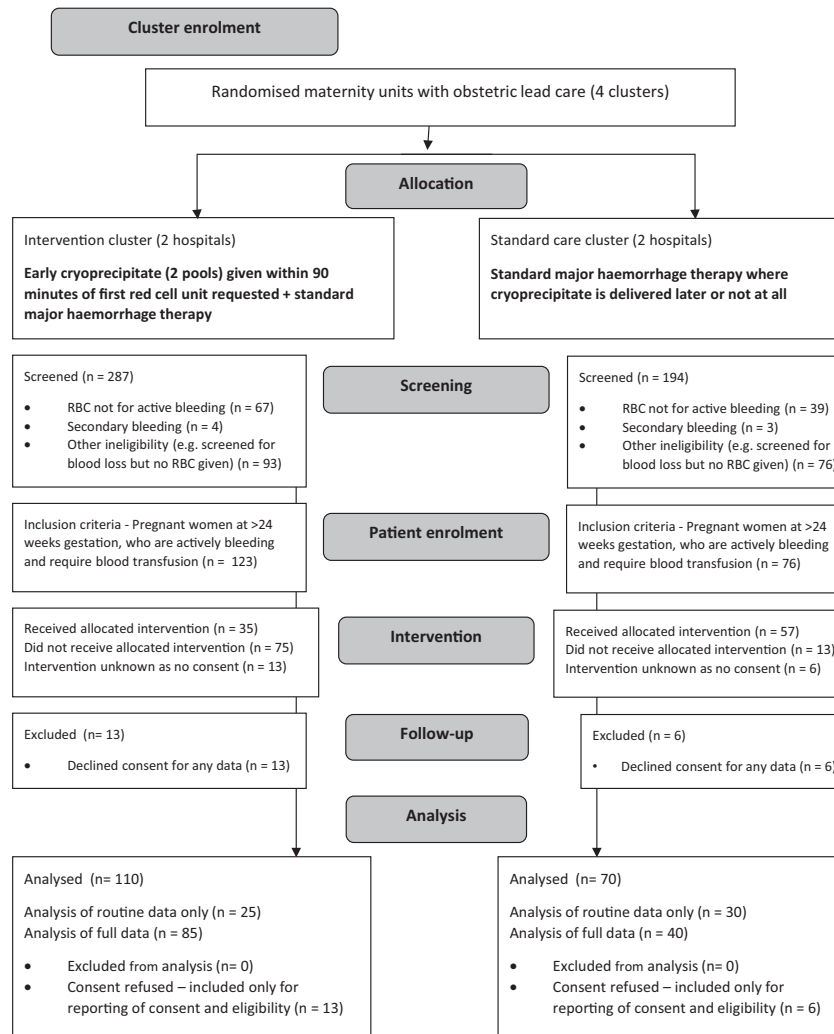 Cluster enrolment
Randomised maternity units with obstetric lead care (4 clusters)
Allocation
Intervention cluster (2 hospitals)
Early cryoprecipitate (2 pools) given within 90
minutes of first red cell unit requested + standard
major haemorrhage therapy
Standard care cluster (2 hospitals)
Standard major haemorrhage therapy where
cryoprecipitate is delivered later or not at all
Screening
Screened (n = 287)
• RBC not for active bleeding (n = 67)
• Secondary bleeding (n = 4)
• Other ineligibility (e.g. screened for
blood loss but no RBC given) (n = 93)
Screened (n = 194)
• RBC not for active bleeding (n = 39)
• Secondary bleeding (n = 3)
• Other ineligibility (e.g. screened for
blood loss but no RBC given) (n = 76)
Patient enrolment
Inclusion criteria - Pregnant women at >24
weeks gestation, who are actively bleeding
and require blood transfusion (n = 123)
Inclusion criteria - Pregnant women at >24
weeks gestation, who are actively bleeding
and require blood transfusion (n = 76)
Intervention
Received allocated intervention (n = 35)
Did not receive allocated intervention (n = 75)
Intervention unknown as no consent (n = 13)
Received allocated intervention (n = 57)
Did not receive allocated intervention (n = 13)
Intervention unknown as no consent (n = 6)
Follow-up
Excluded (n= 13)
• Declined consent for any data (n = 13)
Excluded (n = 6)
• Declined consent for any data (n = 6)
Analysis
Analysed (n= 110)
Analysis of routine data only (n = 25)
Analysis of full data (n = 85)
• Excluded from analysis (n= 0)
• Consent refused – included only for
reporting of consent and eligibility (n = 13)
Analysed (n = 70)
Analysis of routine data only (n = 30)
Analysis of full data (n = 40)
• Excluded from analysis (n= 0)
• Consent refused – included only for
reporting of consent and eligibility (n = 6)